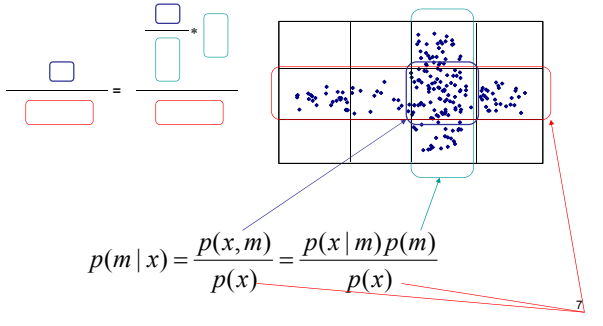 *
=
p(m | x) = p(x, m) / p(x) = p(x | m) p(m) / p(x)
7